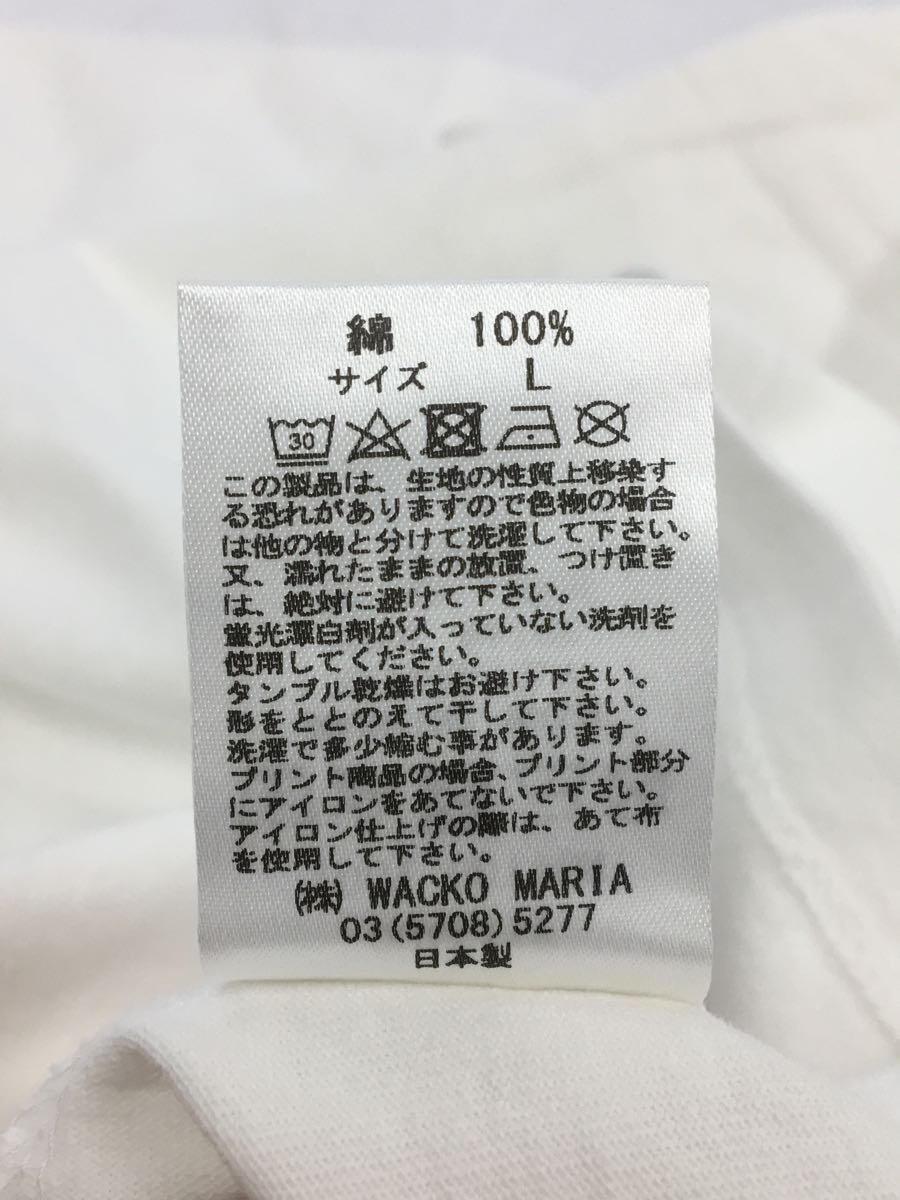 綿 100%
サイズ L
30
この製品は、生地の性質上移染す
る恐れがありますので色物の場合
は他の物と分けて洗濯して下さい。
又、濡れたままの放置、つけ置き
は、絶対に避けて下さい。
蛍光漂白剤が入っていない洗剤を
使用してください。
タンブル乾燥はお避け下さい。
形をととのえて干して下さい。
洗濯で多少縮む事があります。
プリント商品の場合、プリント部分
にアイロンをあてないで下さい。
アイロン仕上げの際は、あて布
を使用して下さい。
㈱ WACKO MARIA
03(5708)5277
日本製